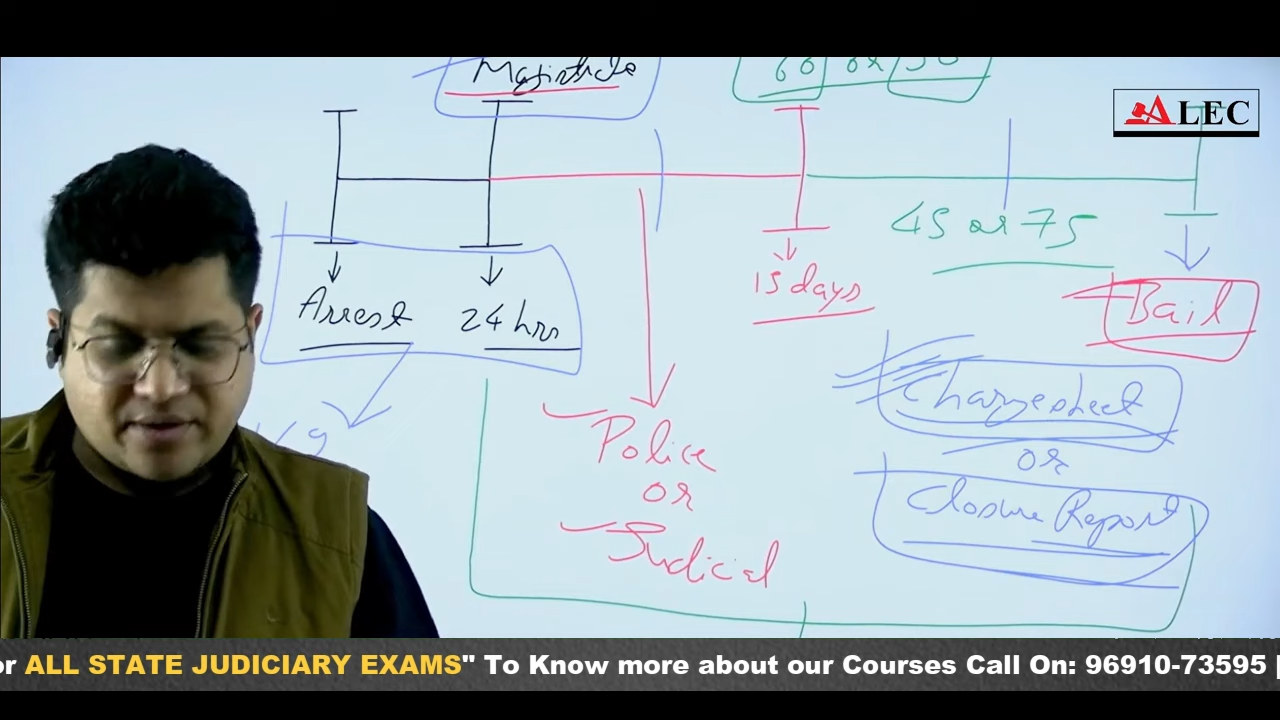 Magistrate
60 or 90
ALEC
45 or 75
15 days
Arrest
24 hrs
Bail
Chargesheet
or
Closure Report
Police
or
Judicial
or ALL STATE JUDICIARY EXAMS" To Know more about our Courses Call On: 96910-73595 |